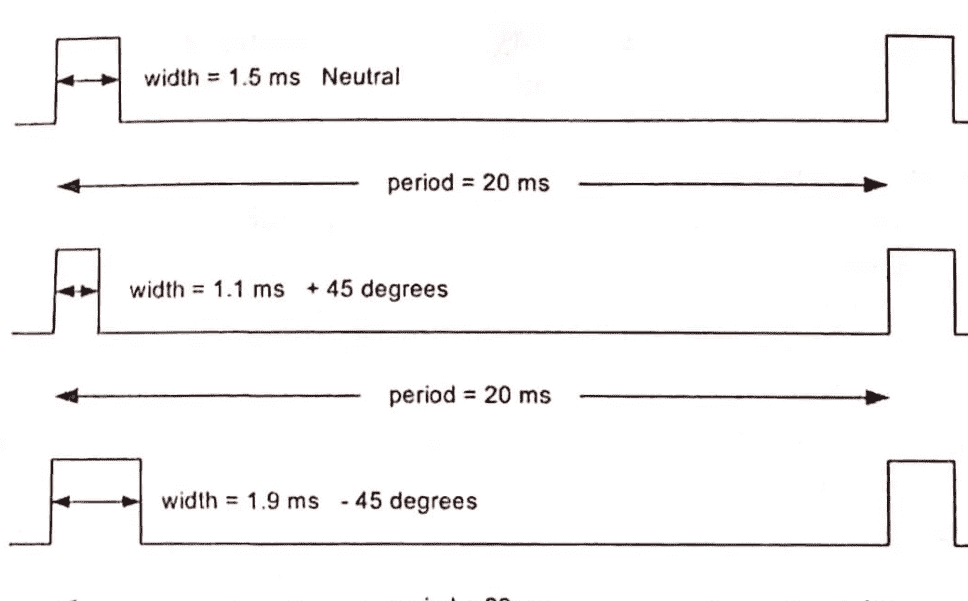 width = 1.5 ms Neutral
period = 20 ms
width = 1.1 ms + 45 degrees
period = 20 ms
width = 1.9 ms - 45 degrees